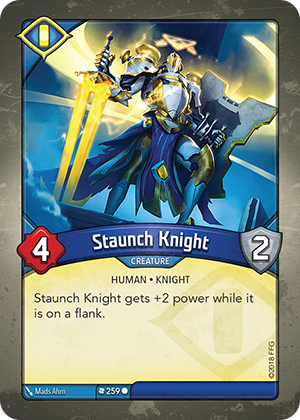 Staunch Knight
4
2
CREATURE
HUMAN • KNIGHT
Staunch Knight gets +2 power while it
is on a flank.
©2018 FFG
Mads Ahm
259